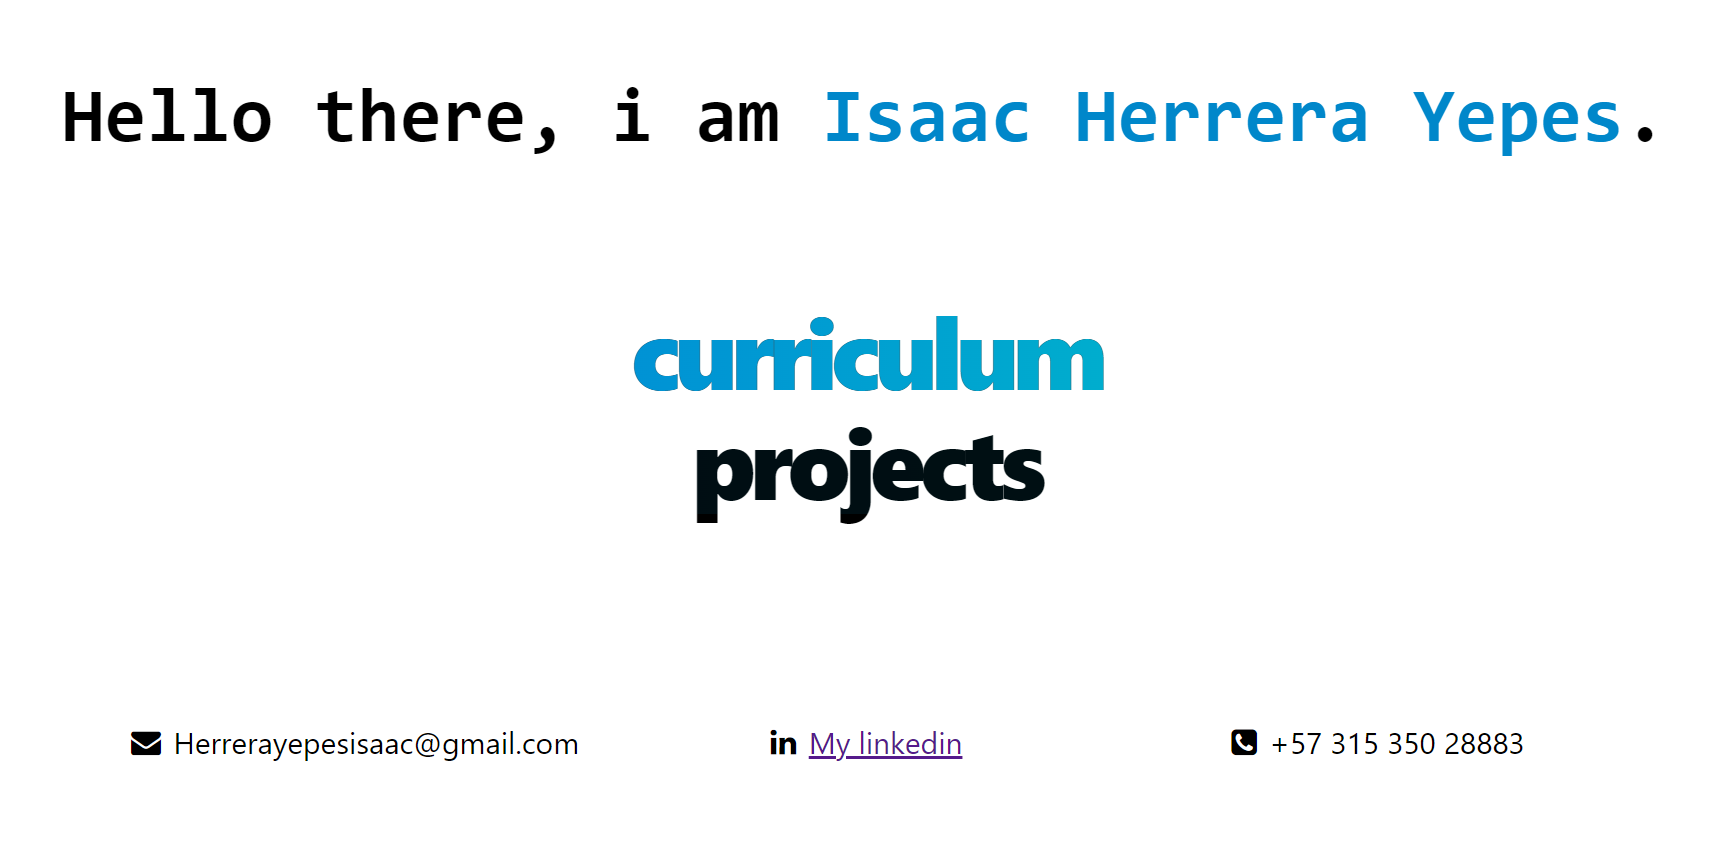 Hello there, i am Isaac Herrera Yepes.
curriculum
projects
Herrerayepesisaac@gmail.com
in My linkedin
+57 315 350 28883